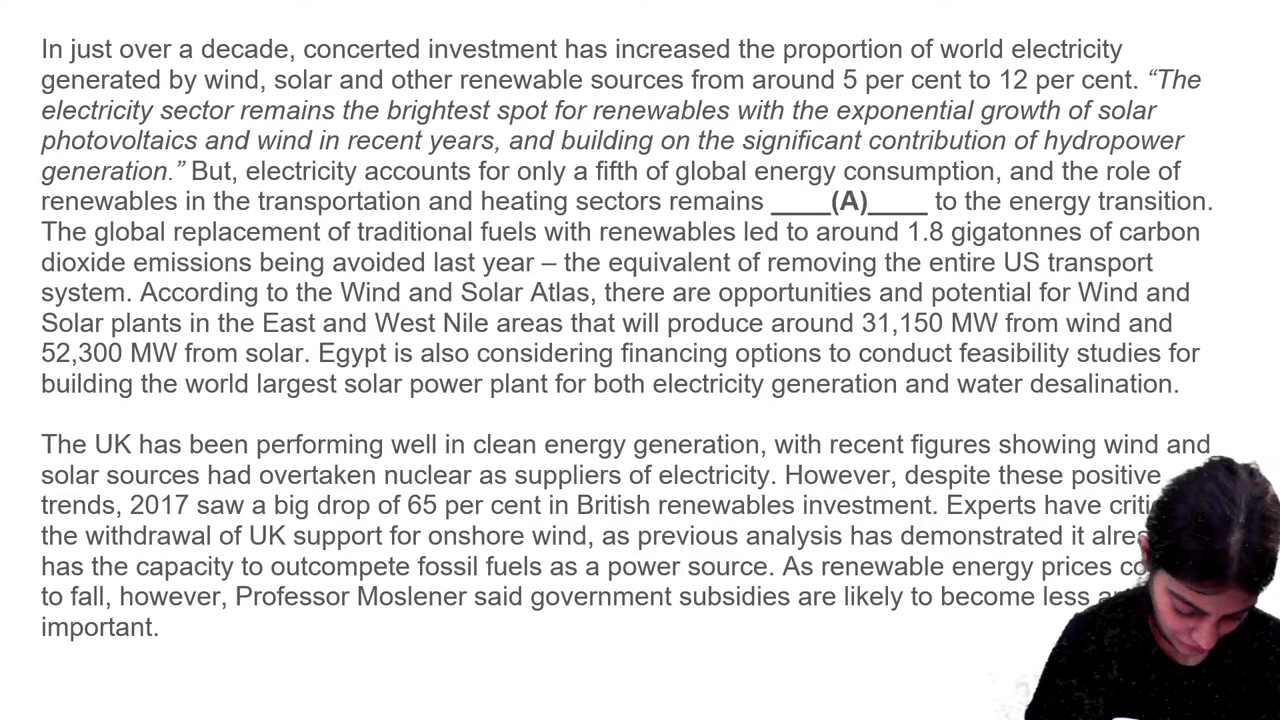 In just over a decade, concerted investment has increased the proportion of world electricity
generated by wind, solar and other renewable sources from around 5 per cent to 12 per cent. “The
electricity sector remains the brightest spot for renewables with the exponential growth of solar
photovoltaics and wind in recent years, and building on the significant contribution of hydropower
generation.” But, electricity accounts for only a fifth of global energy consumption, and the role of
renewables in the transportation and heating sectors remains ____(A)____ to the energy transition.
The global replacement of traditional fuels with renewables led to around 1.8 gigatonnes of carbon
dioxide emissions being avoided last year – the equivalent of removing the entire US transport
system. According to the Wind and Solar Atlas, there are opportunities and potential for Wind and
Solar plants in the East and West Nile areas that will produce around 31,150 MW from wind and
52,300 MW from solar. Egypt is also considering financing options to conduct feasibility studies for
building the world largest solar power plant for both electricity generation and water desalination.
The UK has been performing well in clean energy generation, with recent figures showing wind and
solar sources had overtaken nuclear as suppliers of electricity. However, despite these positive
trends, 2017 saw a big drop of 65 per cent in British renewables investment. Experts have
the withdrawal of UK support for onshore wind, as previous analysis has demonstrated it
has the capacity to outcompete fossil fuels as a power source. As renewable energy prices
to fall, however, Professor Moslener said government subsidies are likely to become less
important.